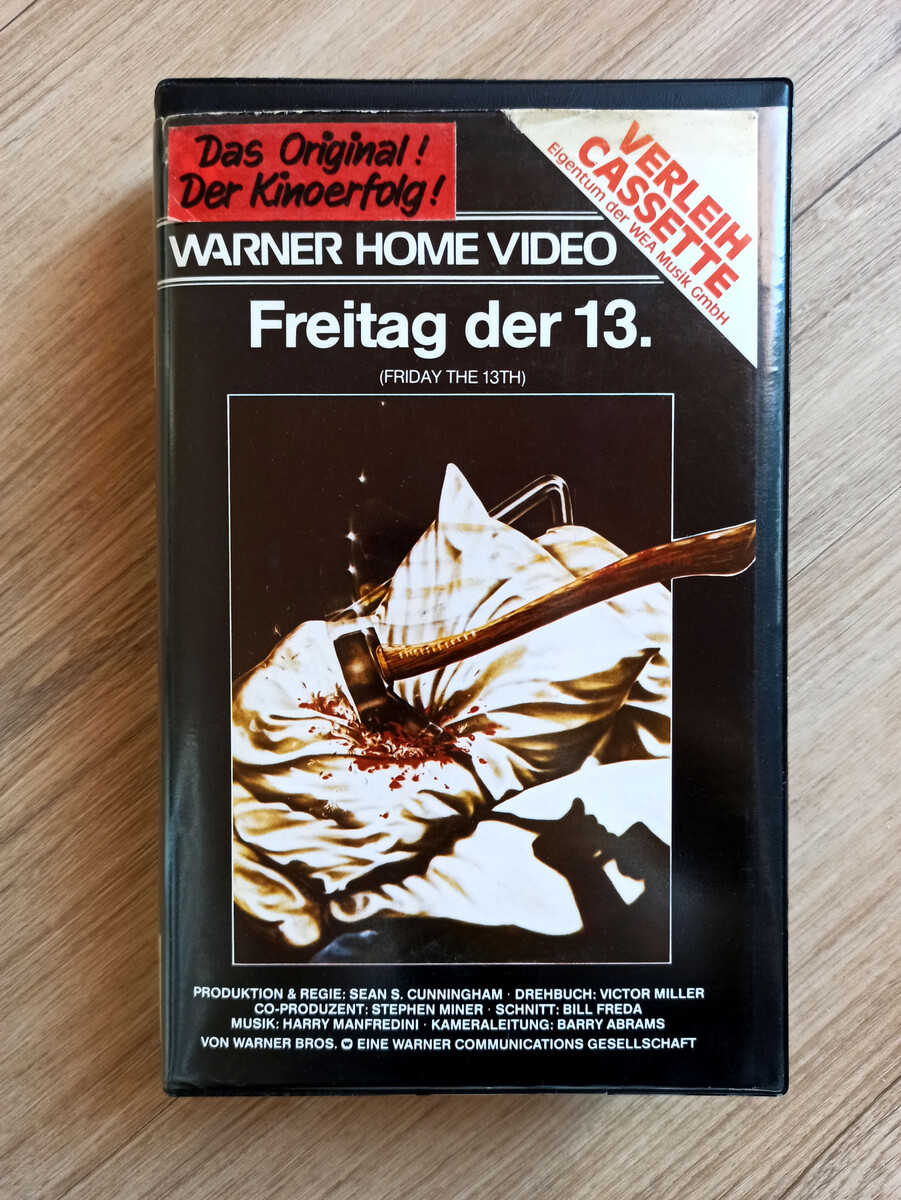 Das Original!
Der Kinoerfolg!
VERLEIH
CASSETTE
Eigentum der WEA Musik GmbH
WARNER HOME VIDEO
Freitag der 13.
(FRIDAY THE 13TH)
PRODUKTION & REGIE: SEAN S. CUNNINGHAM · DREHBUCH: VICTOR MILLER
CO-PRODUZENT: STEPHEN MINER · SCHNITT: BILL FREDA
MUSIK: HARRY MANFREDINI · KAMERALEITUNG: BARRY ABRAMS
VON WARNER BROS. EINE WARNER COMMUNICATIONS GESELLSCHAFT